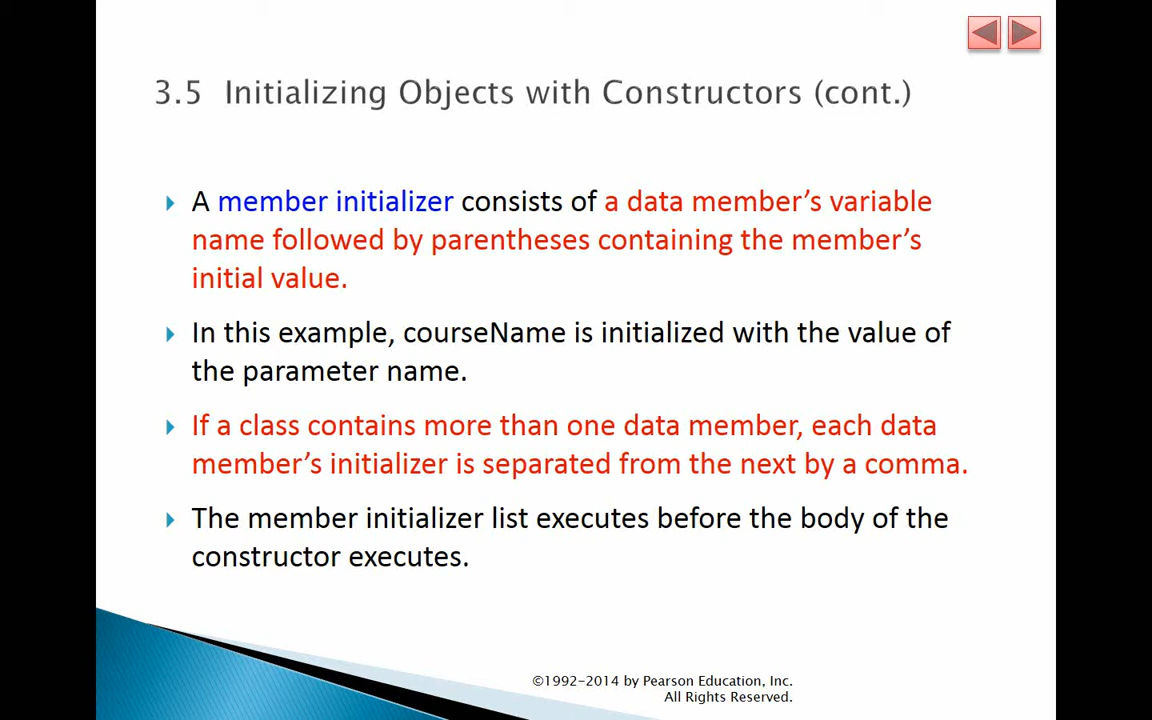 3.5 Initializing Objects with Constructors (cont.)
A member initializer consists of a data member’s variable
name followed by parentheses containing the member’s
initial value.
In this example, courseName is initialized with the value of
the parameter name.
If a class contains more than one data member, each data
member’s initializer is separated from the next by a comma.
The member initializer list executes before the body of the
constructor executes.
©1992-2014 by Pearson Education, Inc.
All Rights Reserved.